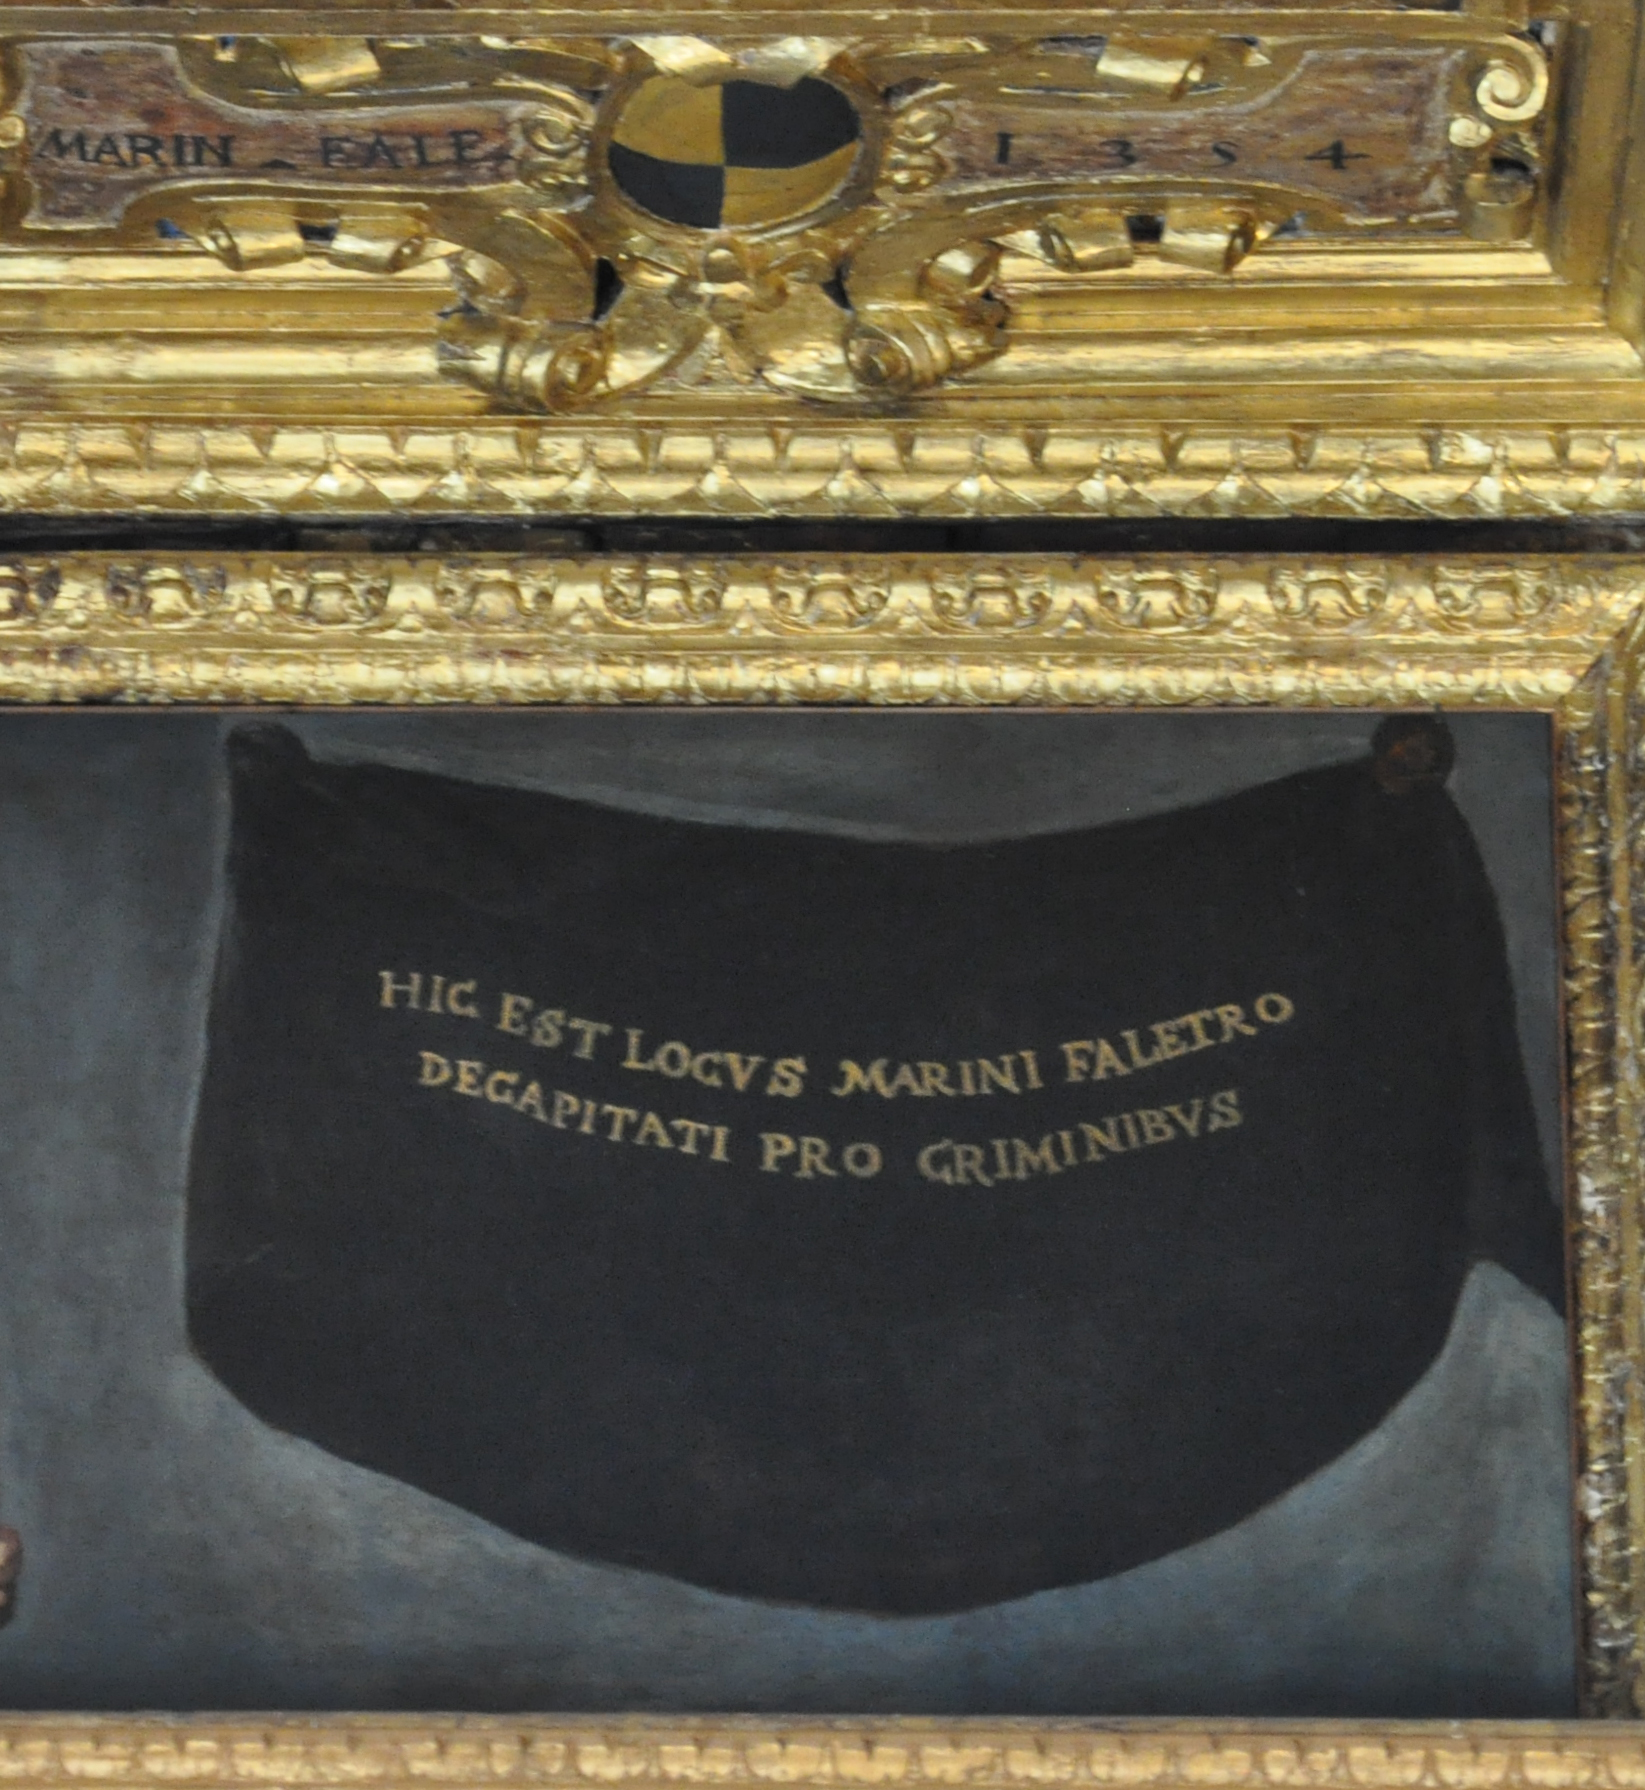 MARIN FALE 1354
HIC EST LOCVS MARINI FALETRO
DECAPITATI PRO CRIMINIBVS